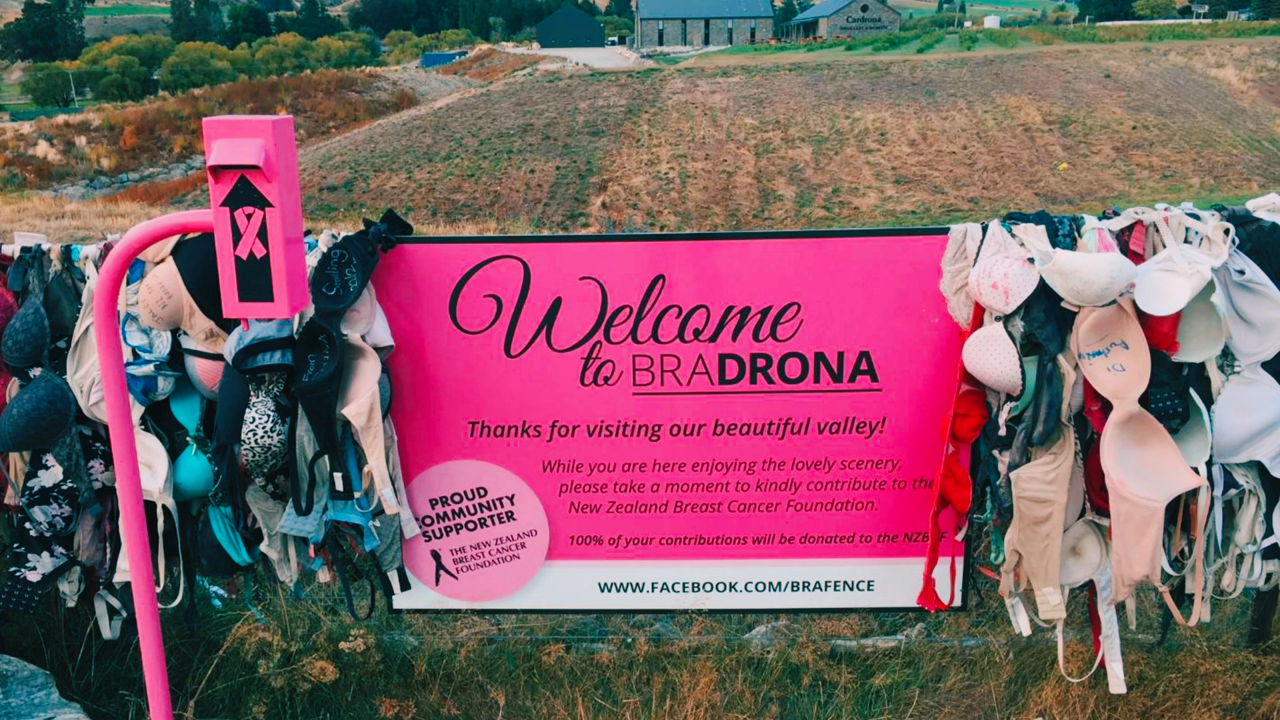 Cardrona
Welcome
to BRADRONA
Thanks for visiting our beautiful valley!
While you are here enjoying the lovely scenery,
please take a moment to kindly contribute to the
New Zealand Breast Cancer Foundation.
100% of your contributions will be donated to the
PROUD
SUPPORTER
THE NEW ZEALAND
BREAST CANCER
FOUNDATION
WWW.FACEBOOK.COM/BRAFENCE